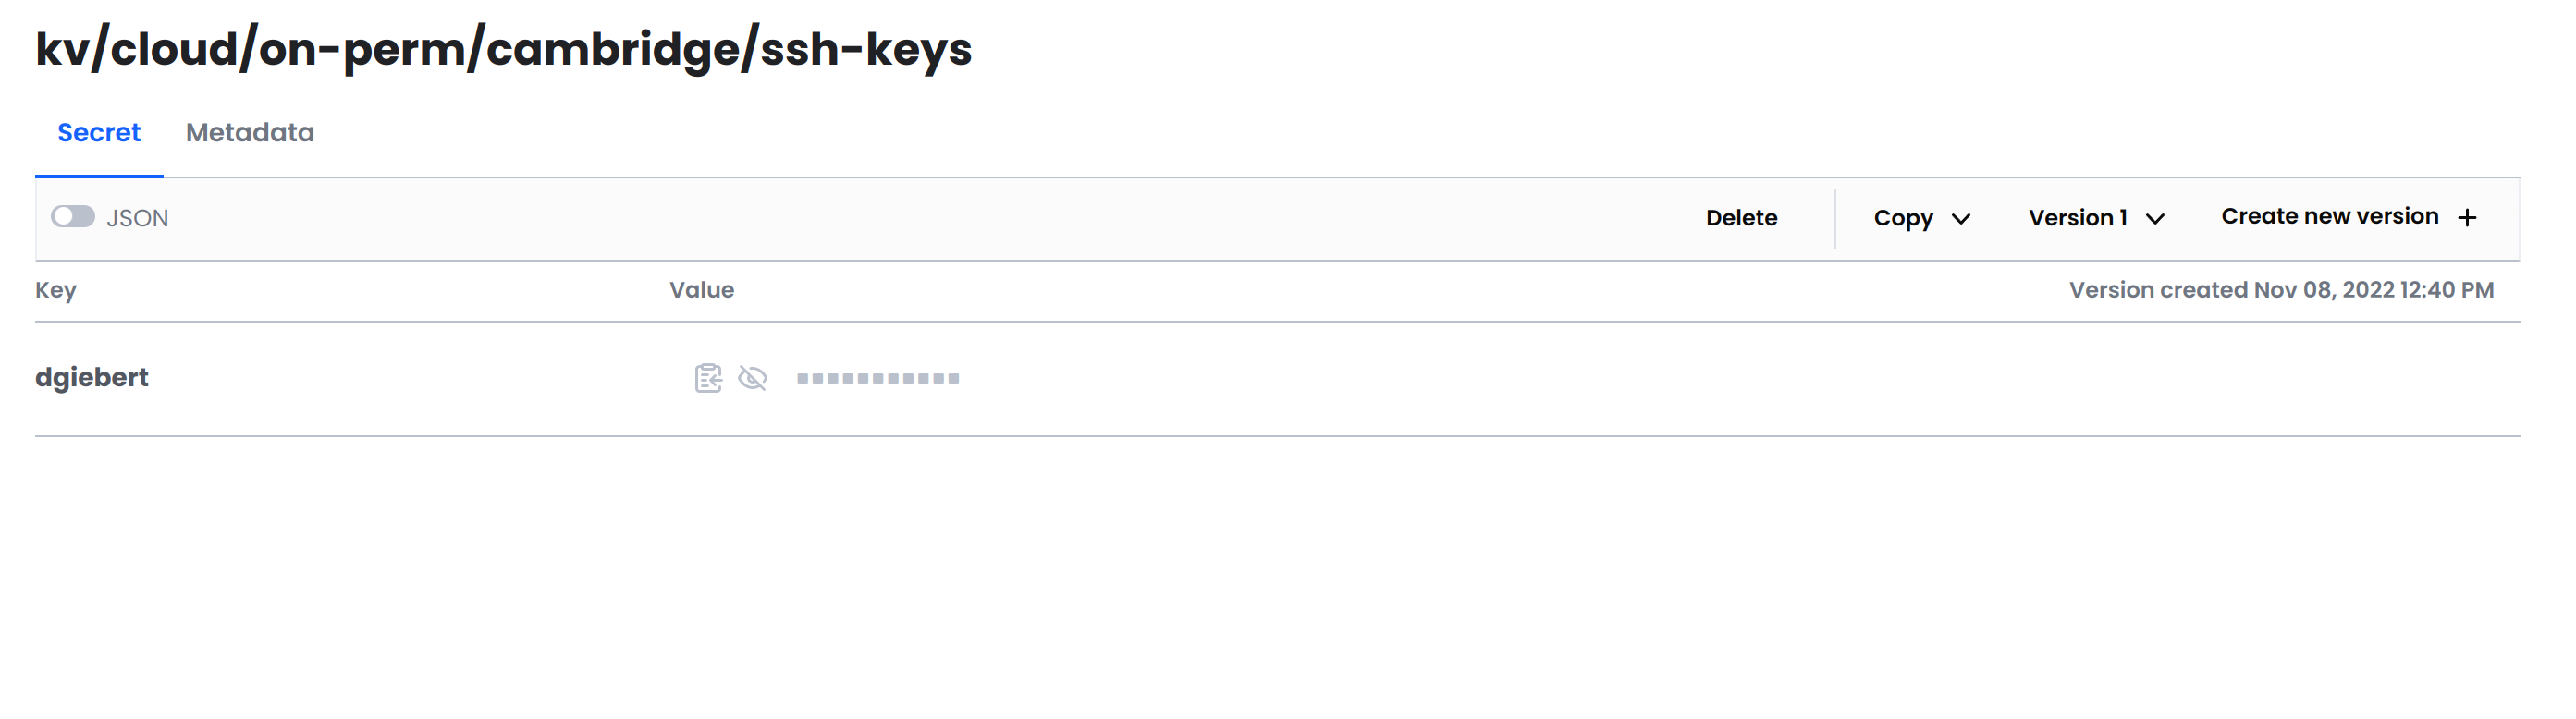 kv/cloud/on-perm/cambridge/ssh-keys
Secret Metadata
JSON Delete Copy Version 1 Create new version +
Key Value Version created Nov 08, 2022 12:40 PM
dgiebert